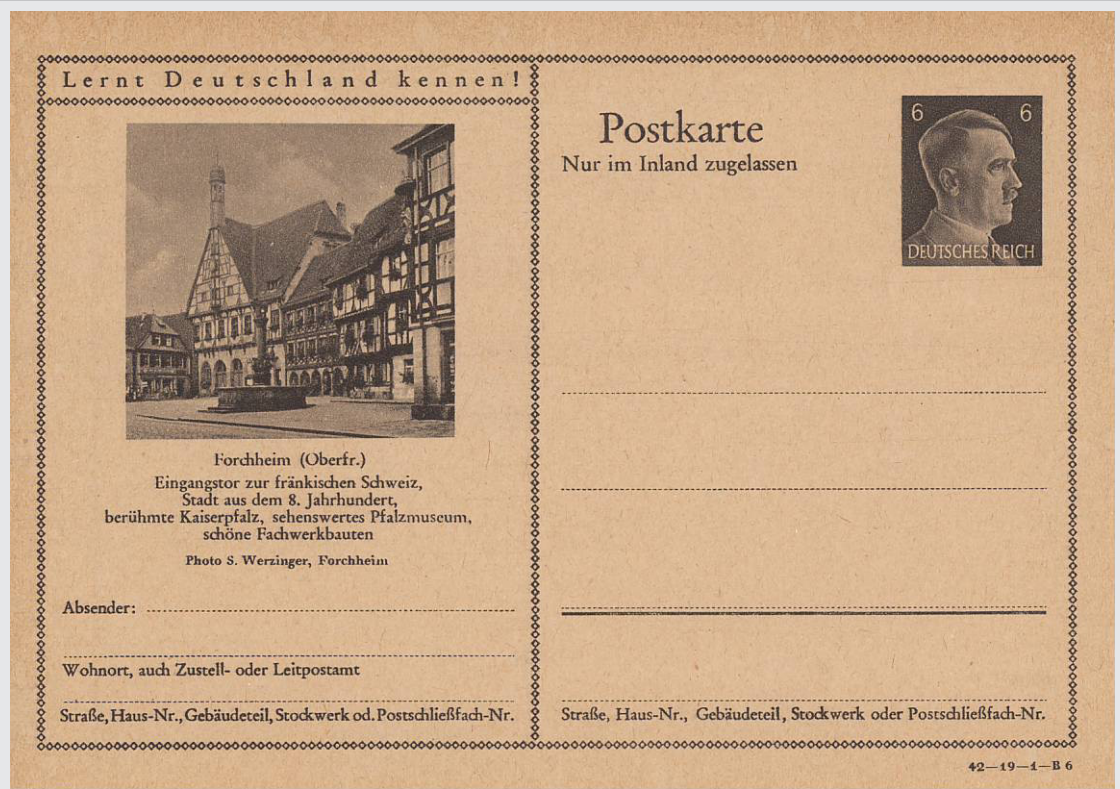 Lernt Deutschland kennen!
Forchheim (Oberfr.)
Eingangstor zur fränkischen Schweiz,
Stadt aus dem 8. Jahrhundert,
berühmte Kaiserpfalz, sehenswertes Pfalzmuseum,
schöne Fachwerkbauten
Photo S. Werzinger, Forchheim
Absender:
Wohnort, auch Zustell- oder Leitpostamt
Straße, Haus-Nr., Gebäudeteil, Stockwerk od. Postschließfach-Nr.
Postkarte
Nur im Inland zugelassen
6 6
DEUTSCHES REICH
Straße, Haus-Nr., Gebäudeteil, Stockwerk oder Postschließfach-Nr.
42—19—1—B 6